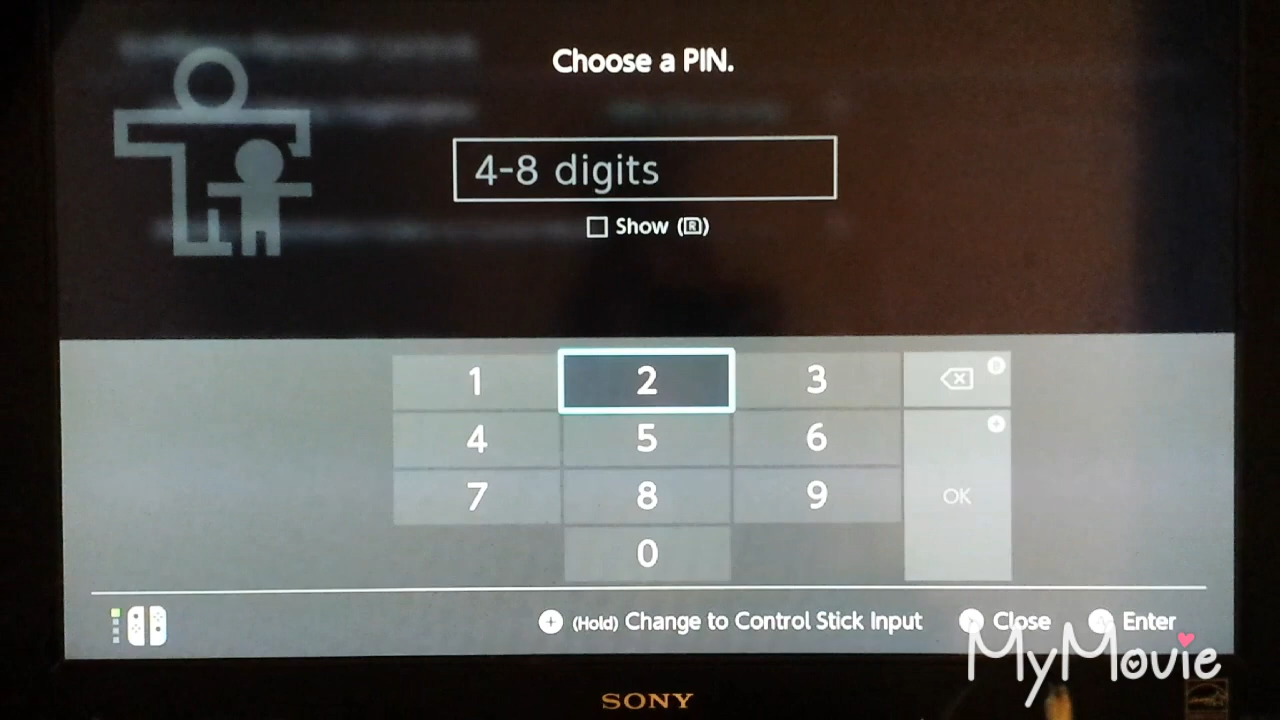 Choose a PIN.
4-8 digits
Show (R)
1 2 3
4 5 6
7 8 9
OK
0
(Hold) Change to Control Stick Input Close Enter
MyMovie
SONY